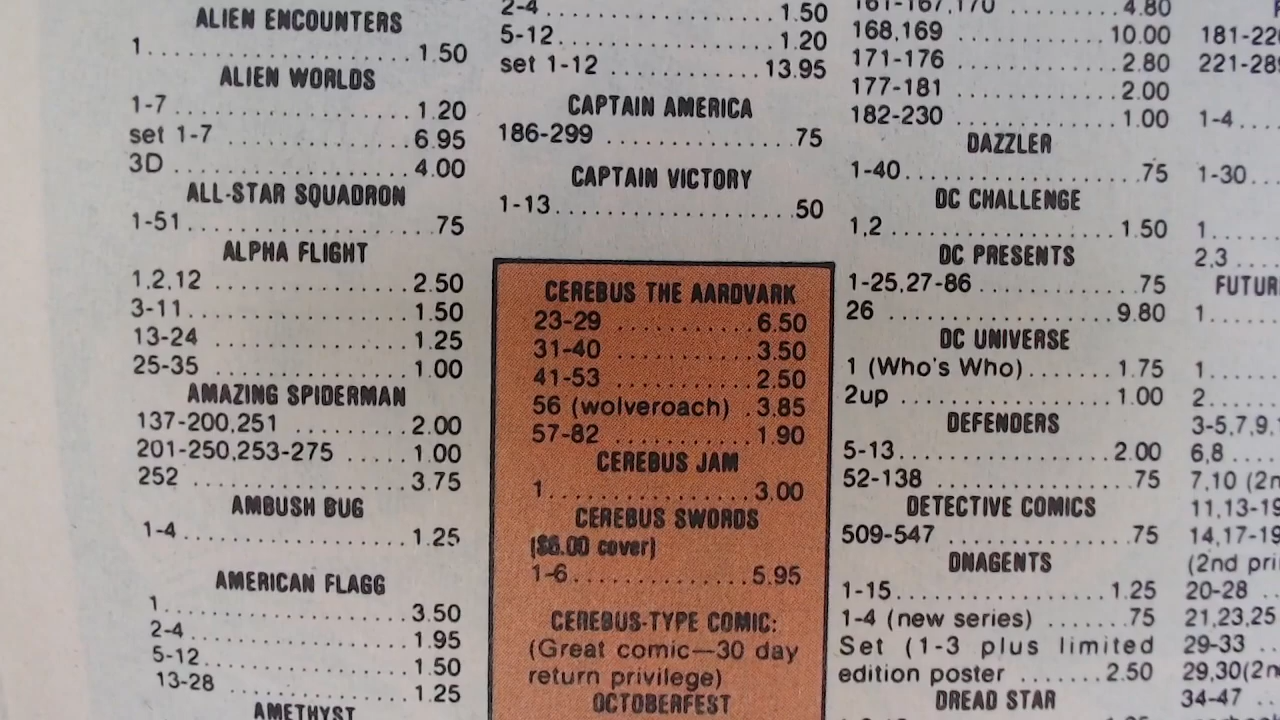 ALIEN ENCOUNTERS
1..................1.50
ALIEN WORLDS
1-7................1.20
set 1-7 .............6.95
3D .................4.00
ALL-STAR SQUADRON
1-51.................75
ALPHA FLIGHT
1,2,12 ..............2.50
3-11................1.50
13-24 ..............1.25
25-35 ..............1.00
AMAZING SPIDERMAN
137-200,251 ........2.00
201-250,253-275 ......1.00
252 ................3.75
AMBUSH BUG
1-4.................1.25
AMERICAN FLAGG
1..................3.50
2-4.................1.95
5-12................1.50
13-28 ..............1.25
AMETHYST
2-4.................1.50
5-12................1.20
set 1-12 ............13.95
CAPTAIN AMERICA
186-299 ..............75
CAPTAIN VICTORY
1-13..................50
CEREBUS THE AARDVARK
23-29 ............6.50
31-40 ............3.50
41-53 ............2.50
56 (wolveroach) .3.85
57-82 ............1.90
CEREBUS JAM
1..................3.00
CEREBUS SWORDS
($6.00 cover)
1-6................5.95
CEREBUS-TYPE COMIC:
(Great comic—30 day
return privilege)
OCTOBERFEST
161-167,170 .........4.80
168,169 ............10.00
171-176 .............2.80
177-181 .............2.00
182-230 .............1.00
DAZZLER
1-40..................75
DC CHALLENGE
1,2 .................1.50
DC PRESENTS
1-25,27-86 ............75
26 .................9.80
DC UNIVERSE
1 (Who's Who)........1.75
2up ................1.00
DEFENDERS
5-13................2.00
52-138 ...............75
DETECTIVE COMICS
509-547 ..............75
DNAGENTS
1-15................1.25
1-4 (new series) .......75
Set (1-3 plus limited
edition poster .......2.50
DREAD STAR
221-28
1-4....
1-30....
1........
2,3 ....
FUTUR
1........
1........
2........
3-5,7,9,
6,8 ....
7,10 (2n
11,13-19
14,17-19
(2nd pri
20-28 ..
21,23,25
29-33 ..
29,30(2n
34-47 ..